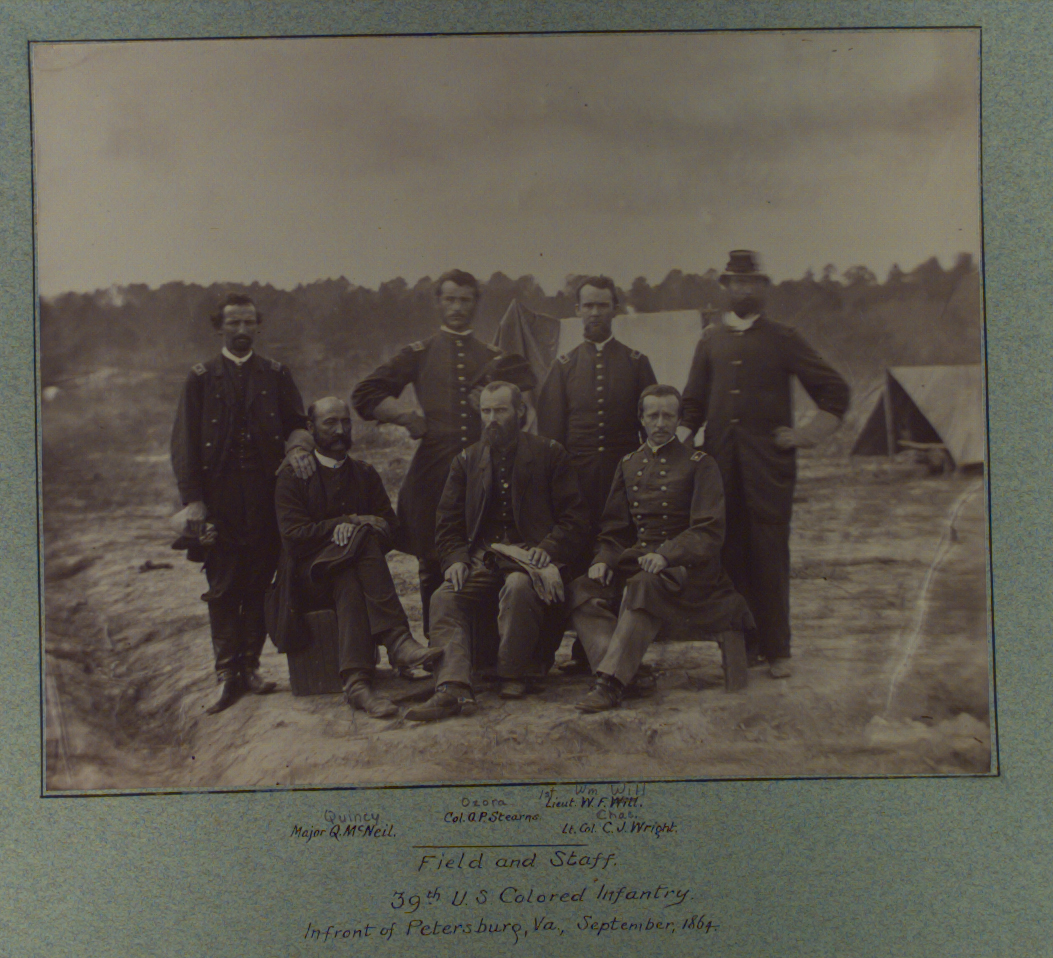 1st Wm Will
Ozora Lieut. W. F. Will.
Quincy Col. O. P. Stearns Chas.
Major Q. McNeil. Lt. Col. C. J. Wright.
Field and Staff.
39th U.S Colored Infantry.
Infront of Petersburg, Va., September, 1864.